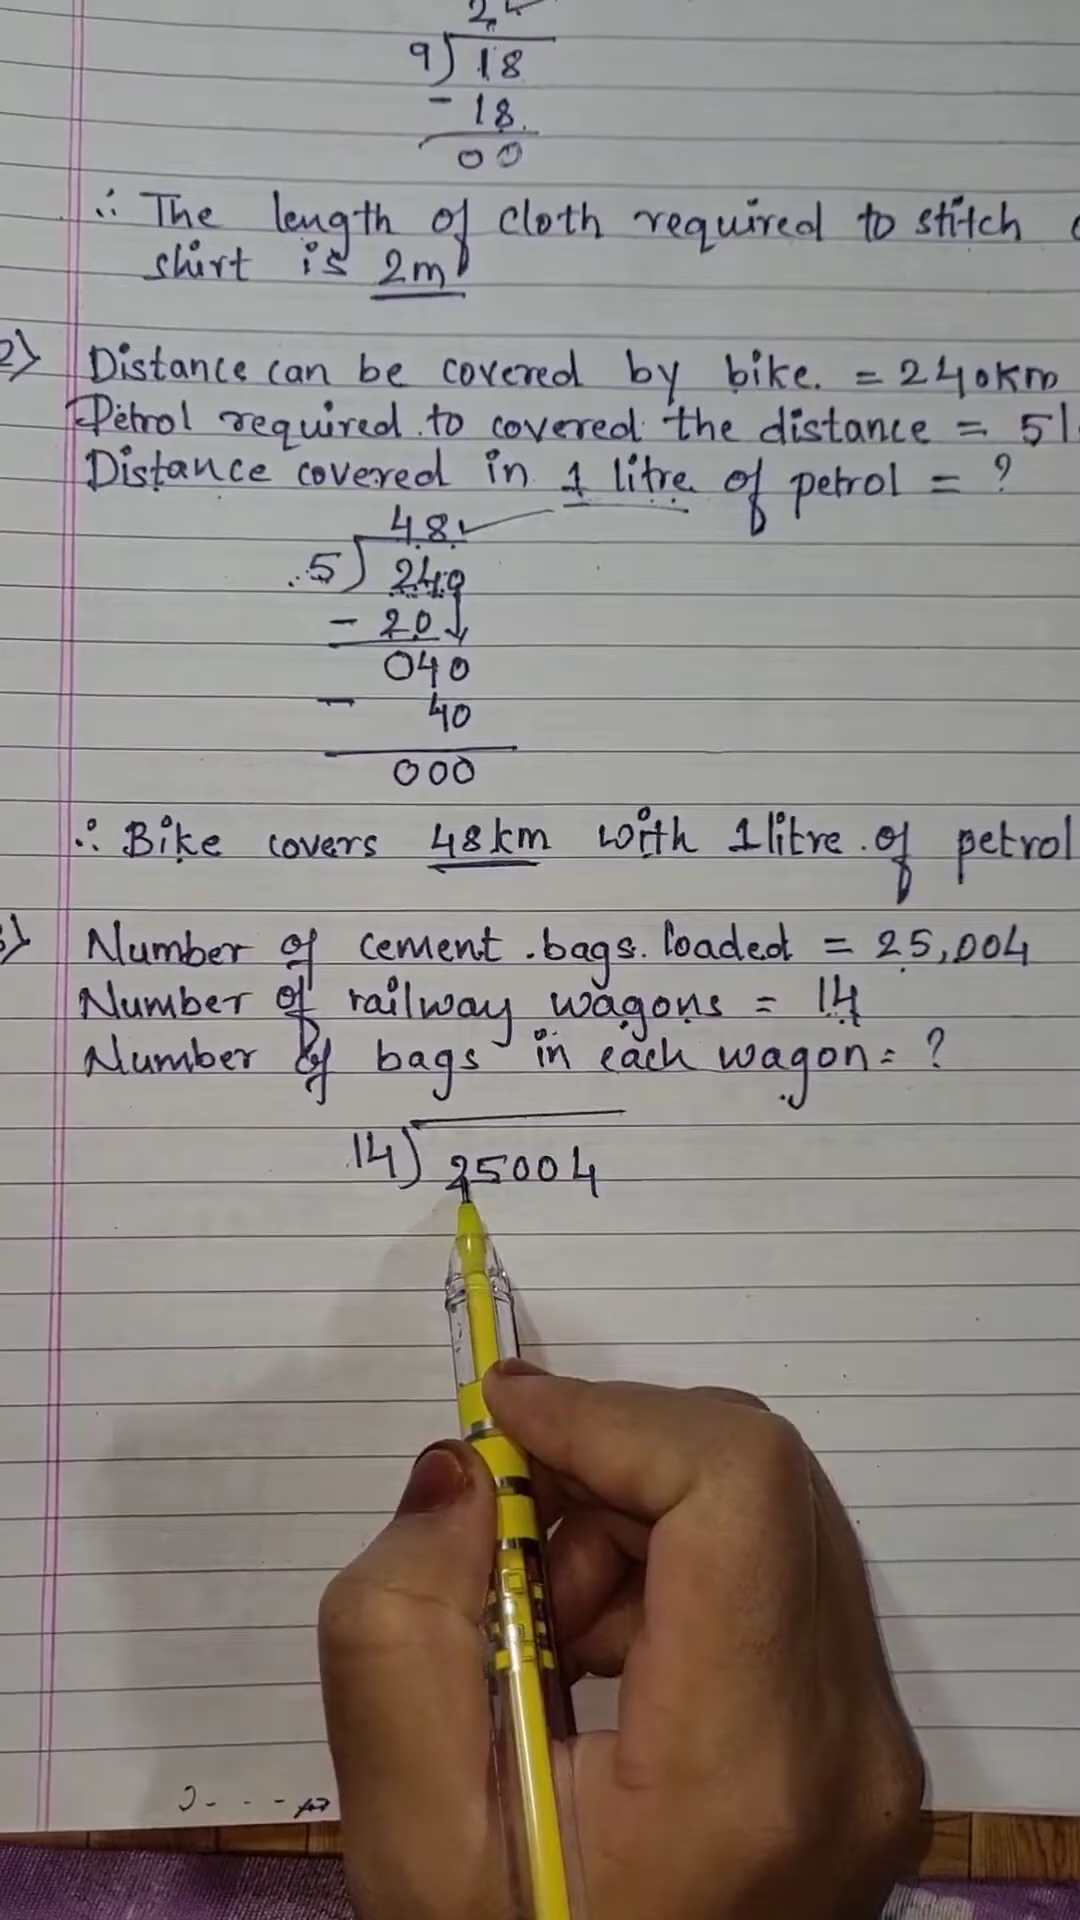 2
9) 18
- 18
00
∴ The length of cloth required to stitch
shirt is 2m
2) Distance can be covered by bike. = 240km
Petrol required to covered the distance = 5l
Distance covered in 1 litre of petrol = ?
48
5) 240
- 20
040
- 40
000
∴ Bike covers 48km with 1litre of petrol
Number of cement bags loaded = 25,004
Number of railway wagons = 14
Number of bags in each wagon = ?
14) 25004